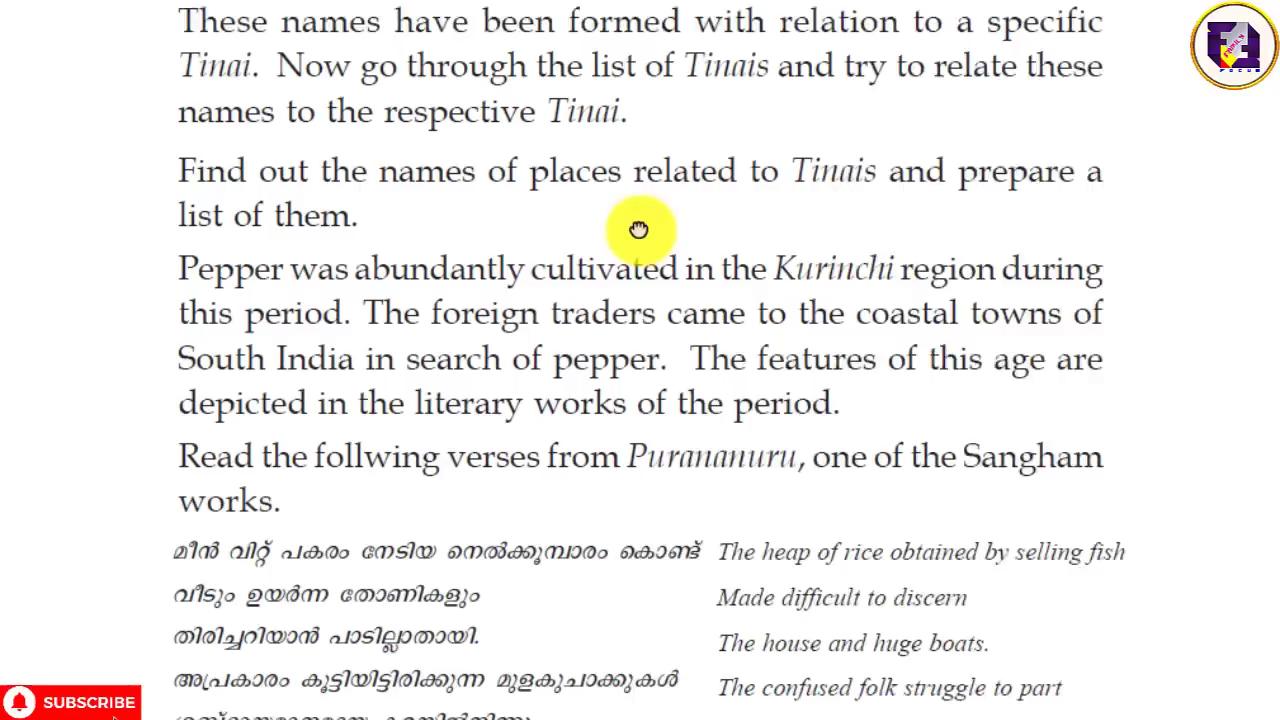 These names have been formed with relation to a specific
Tinai. Now go through the list of Tinais and try to relate these
names to the respective Tinai.
Find out the names of places related to Tinais and prepare a
list of them.
Pepper was abundantly cultivated in the Kurinchi region during
this period. The foreign traders came to the coastal towns of
South India in search of pepper. The features of this age are
depicted in the literary works of the period.
Read the follwing verses from Purananuru, one of the Sangham
works.
മീൻ വിറ്റ് പകരം നേടിയ നെൽക്കൂമ്പാരം കൊണ്ട് The heap of rice obtained by selling fish
വീടും ഉയർന്ന തോണികളും Made difficult to discern
തിരിച്ചറിയാൻ പാടില്ലാതായി. The house and huge boats.
അപ്രകാരം കൂട്ടിയിട്ടിരിക്കുന്ന മുളകുചാക്കുകൾ The confused folk struggle to part
SUBSCRIBE